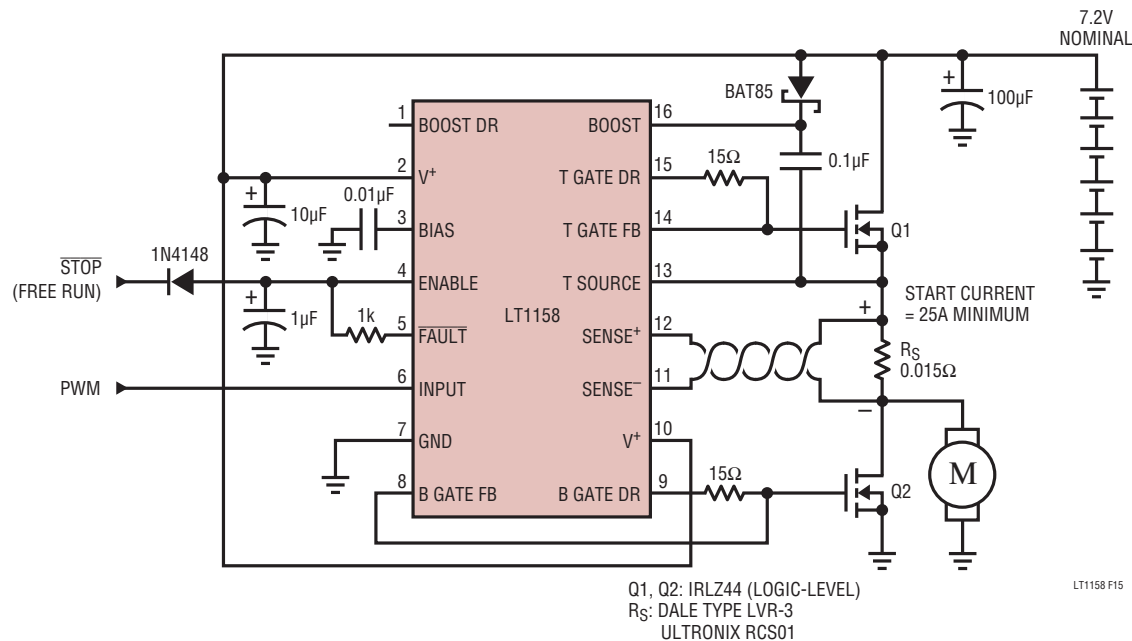 7.2V
NOMINAL
BAT85
100µF
+
1
BOOST DR
BOOST
16
15Ω
0.1µF
2
V+
T GATE DR
15
+
10µF
0.01µF
3
BIAS
T GATE FB
14
Q1
STOP
(FREE RUN)
1N4148
4
ENABLE
T SOURCE
13
START CURRENT
= 25A MINIMUM
+
1µF
1k
5
FAULT
LT1158
SENSE+
12
+
RS
0.015Ω
PWM
6
INPUT
SENSE−
11
−
7
GND
V+
10
M
8
B GATE FB
B GATE DR
9
15Ω
Q2
Q1, Q2: IRLZ44 (LOGIC-LEVEL)
RS: DALE TYPE LVR-3
ULTRONIX RCS01
LT1158 F15